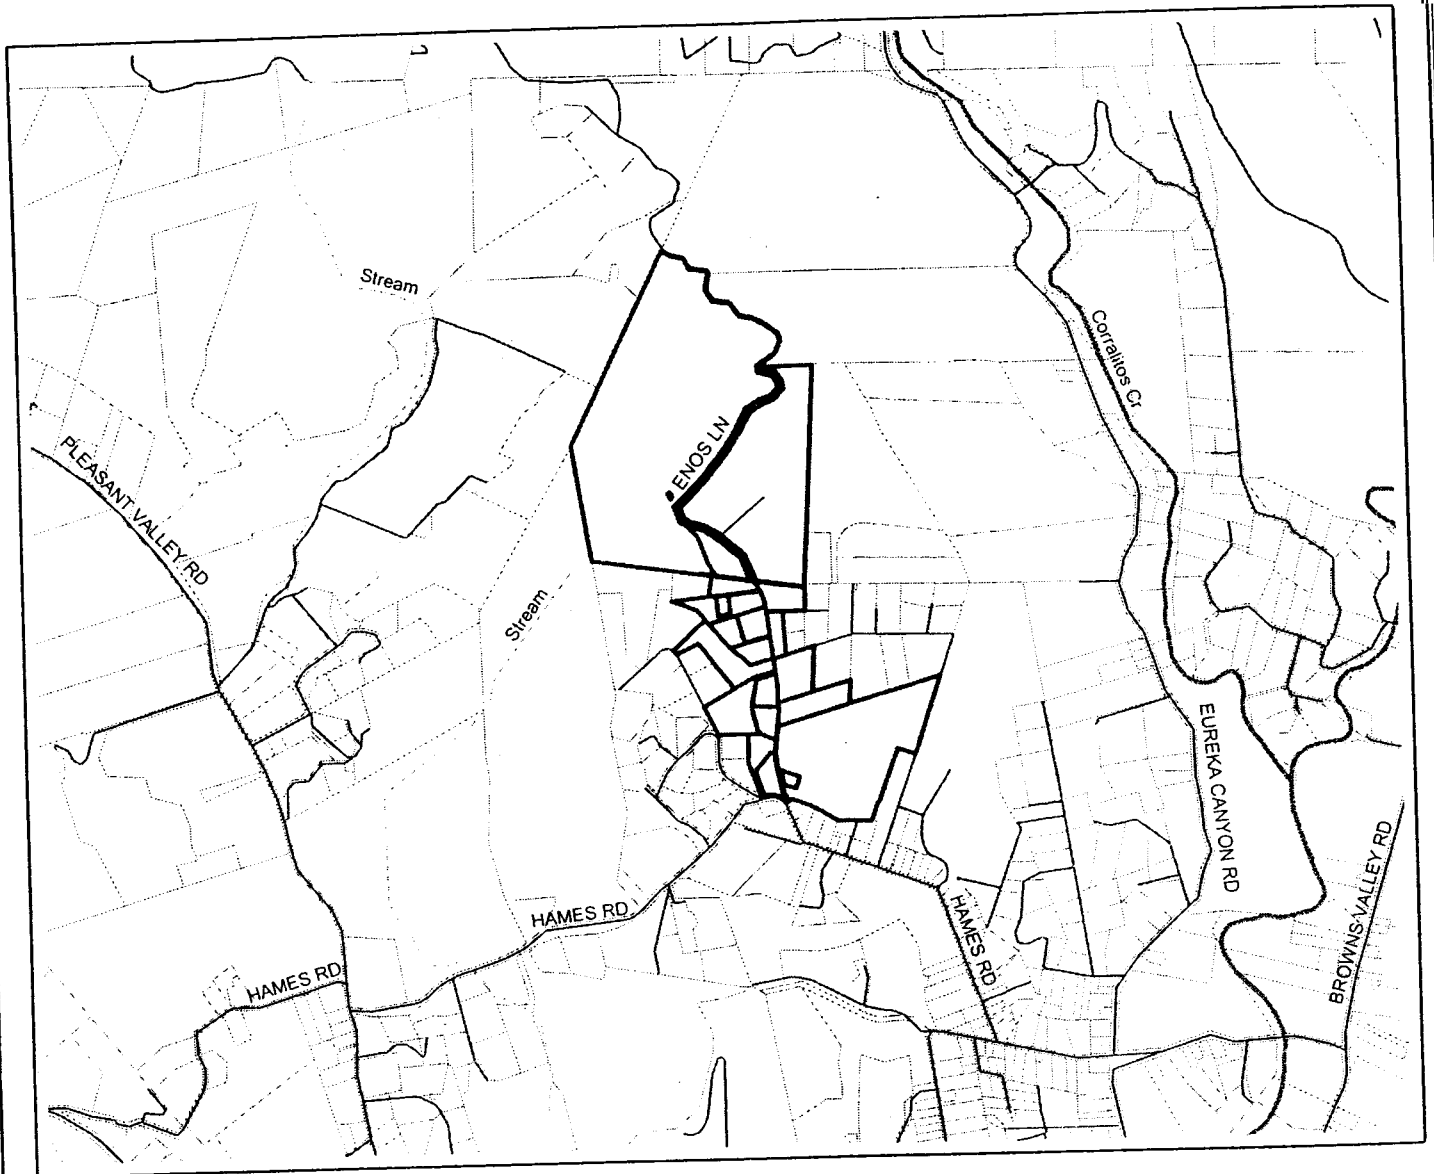 Stream
Corralitos Cr
ENOS LN
PLEASANT VALLEY RD
Stream
EUREKA CANYON RD
BROWNS VALLEY RD
HAMES RD
HAMES RD
HAMES RD